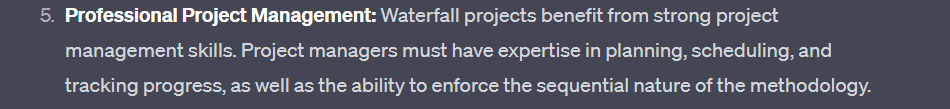 5. Professional Project Management: Waterfall projects benefit from strong project
management skills. Project managers must have expertise in planning, scheduling, and
tracking progress, as well as the ability to enforce the sequential nature of the methodology.